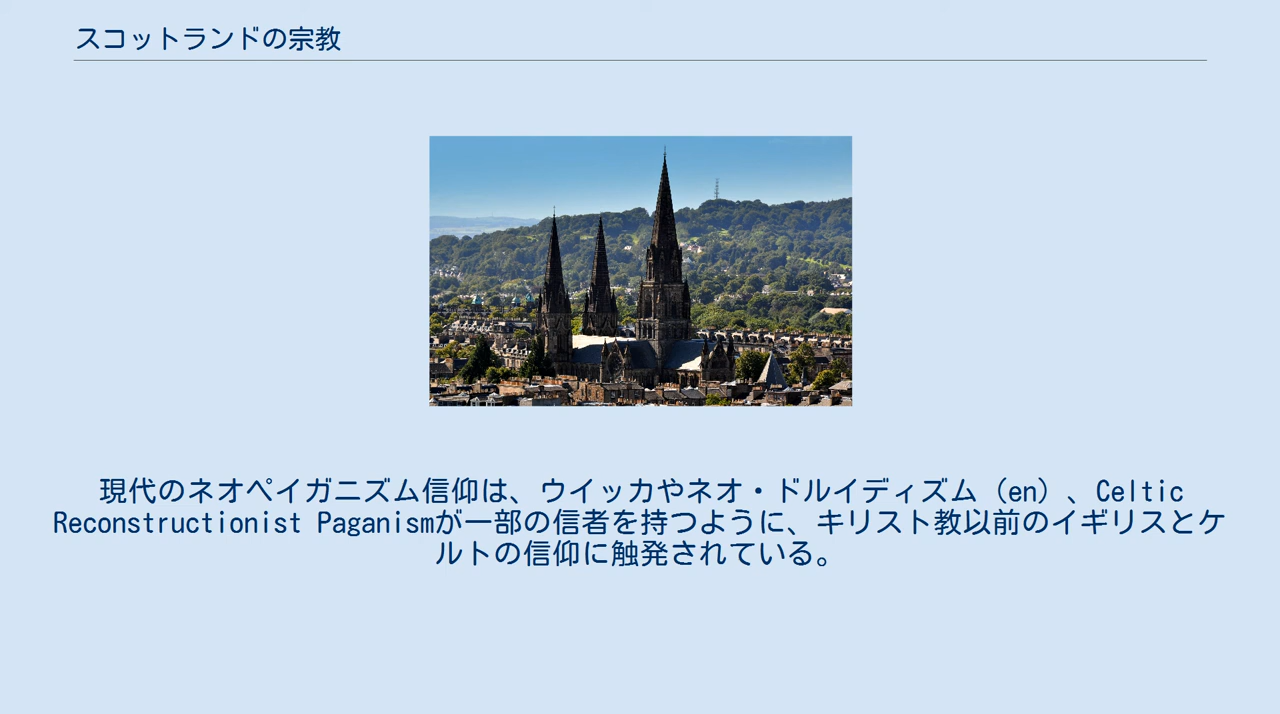 スコットランドの宗教
現代のネオペイガニズム信仰は、ウイッカやネオ・ドルイディズム（en）、Celtic
Reconstructionist Paganismが一部の信者を持つように、キリスト教以前のイギリスとケ
ルトの信仰に触発されている。